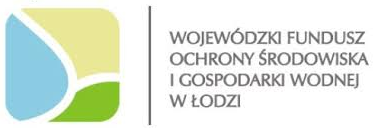 WOJEWÓDZKI FUNDUSZ
OCHRONY ŚRODOWISKA
I GOSPODARKI WODNEJ
W ŁODZI